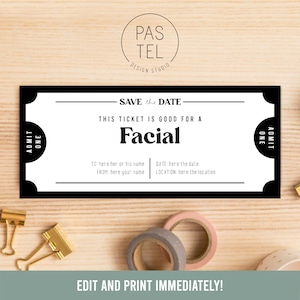 PAS
TEL
DESIGN STUDIO
SAVE the DATE
THIS TICKET IS GOOD FOR A
Facial
ADMIT
ONE
ADMIT
ONE
TO: here her or his name
FROM: here your name
DATE: here the date
LOCATION: here the location
EDIT AND PRINT IMMEDIATELY!